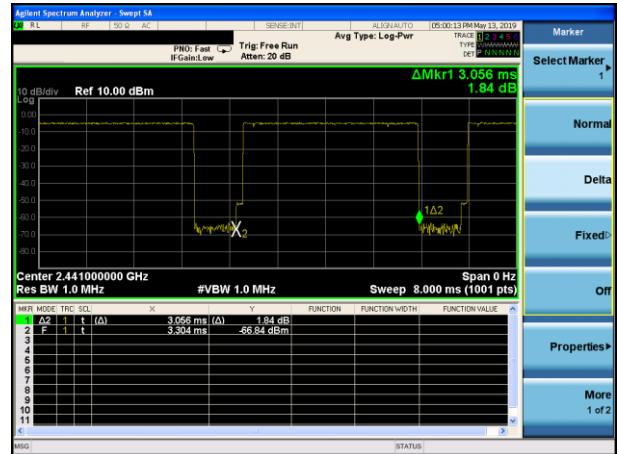 Agilent Spectrum Analyzer - Swept SA
RL RF 50 Ω AC SENSE:INT ALIGNAUTO 05:00:13 PM May 13, 2019
Marker
PNO: Fast Trig: Free Run Avg Type: Log-Pwr TRACE 1 2 3 4 5 6
IFGain:Low Atten: 20 dB TYPE
DET P N N N N N
Select Marker
1
ΔMkr1 3.056 ms
1.84 dB
10 dB/div Ref 10.00 dBm
Log
0.00
-10.0
-20.0
-30.0
-40.0
-50.0
-60.0
-70.0
-80.0
1Δ2
X2
Normal
Delta
Fixed
Off
Properties
More
1 of 2
Center 2.441000000 GHz Span 0 Hz
Res BW 1.0 MHz #VBW 1.0 MHz Sweep 8.000 ms (1001 pts)
MKR MODE TRC SCL X Y FUNCTION FUNCTION WIDTH FUNCTION VALUE
1 Δ2 1 t (Δ) 3.056 ms (Δ) 1.84 dB
2 F 1 t 3.304 ms -66.84 dBm
3
4
5
6
7
8
9
10
11
MSG STATUS